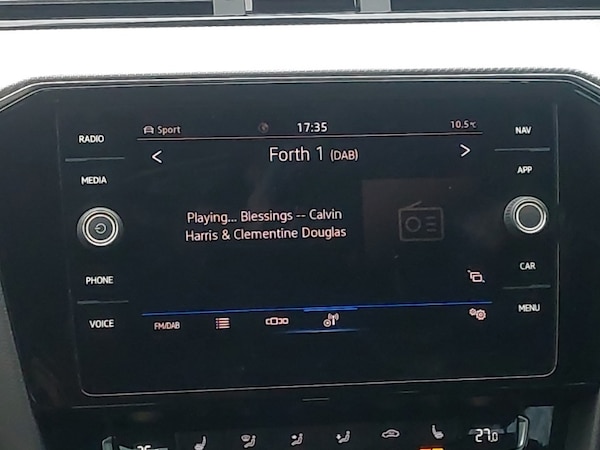 Sport 17:35 10.5°C
RADIO NAV
Forth 1 (DAB)
MEDIA APP
Playing... Blessings -- Calvin
Harris & Clementine Douglas
PHONE CAR
VOICE MENU
FM/DAB
27.0